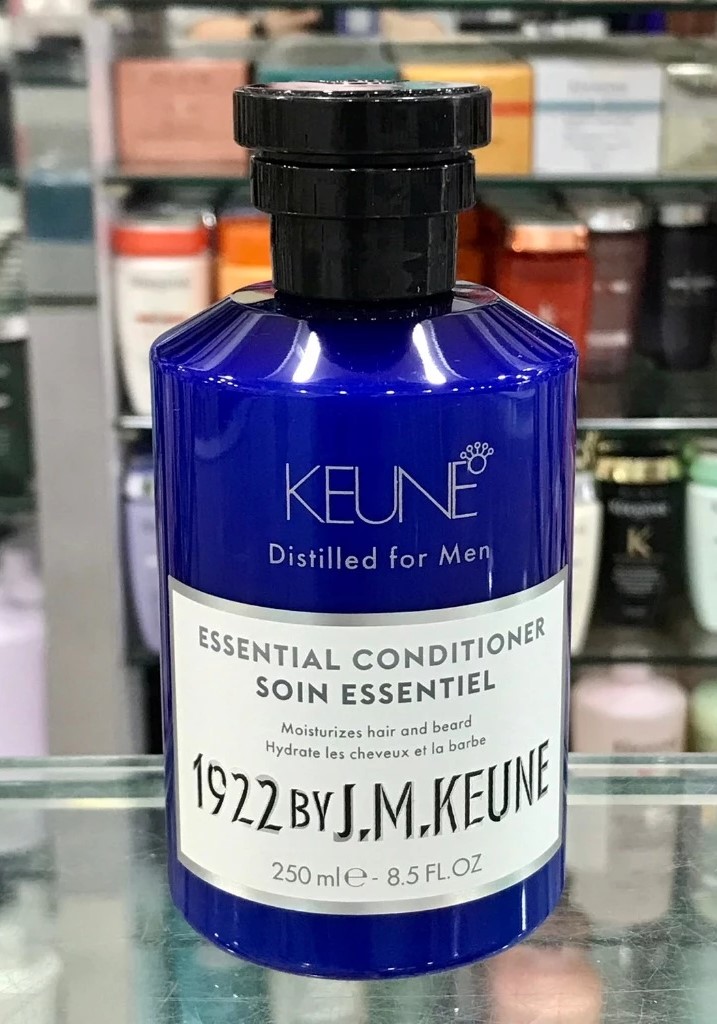 KEUNE
Distilled for Men
ESSENTIAL CONDITIONER
SOIN ESSENTIEL
Moisturizes hair and beard
Hydrate les cheveux et la barbe
1922 BY J.M.KEUNE
250 ml ℮ - 8.5 FL.OZ
K